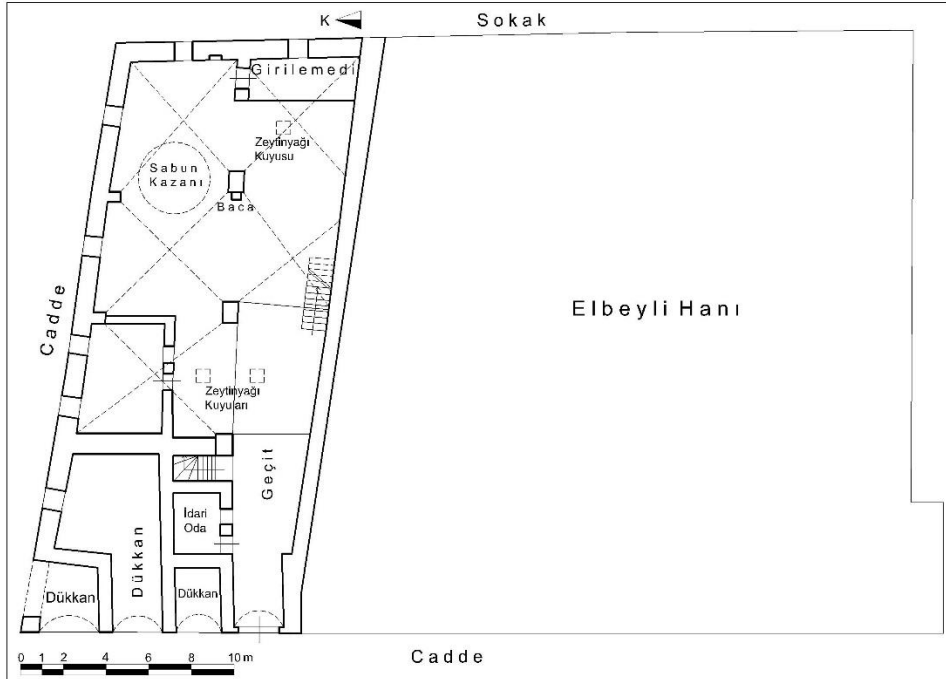 K
Sokak
Girilemedi
Zeytinyağı
Kuyusu
Sabun
Kazanı
Baca
Cadde
Elbeyli Hanı
Zeytinyağı
Kuyuları
Geçit
İdari
Oda
Dükkan
Dükkan
Dükkan
0 1 2 4 6 8 10 m
Cadde